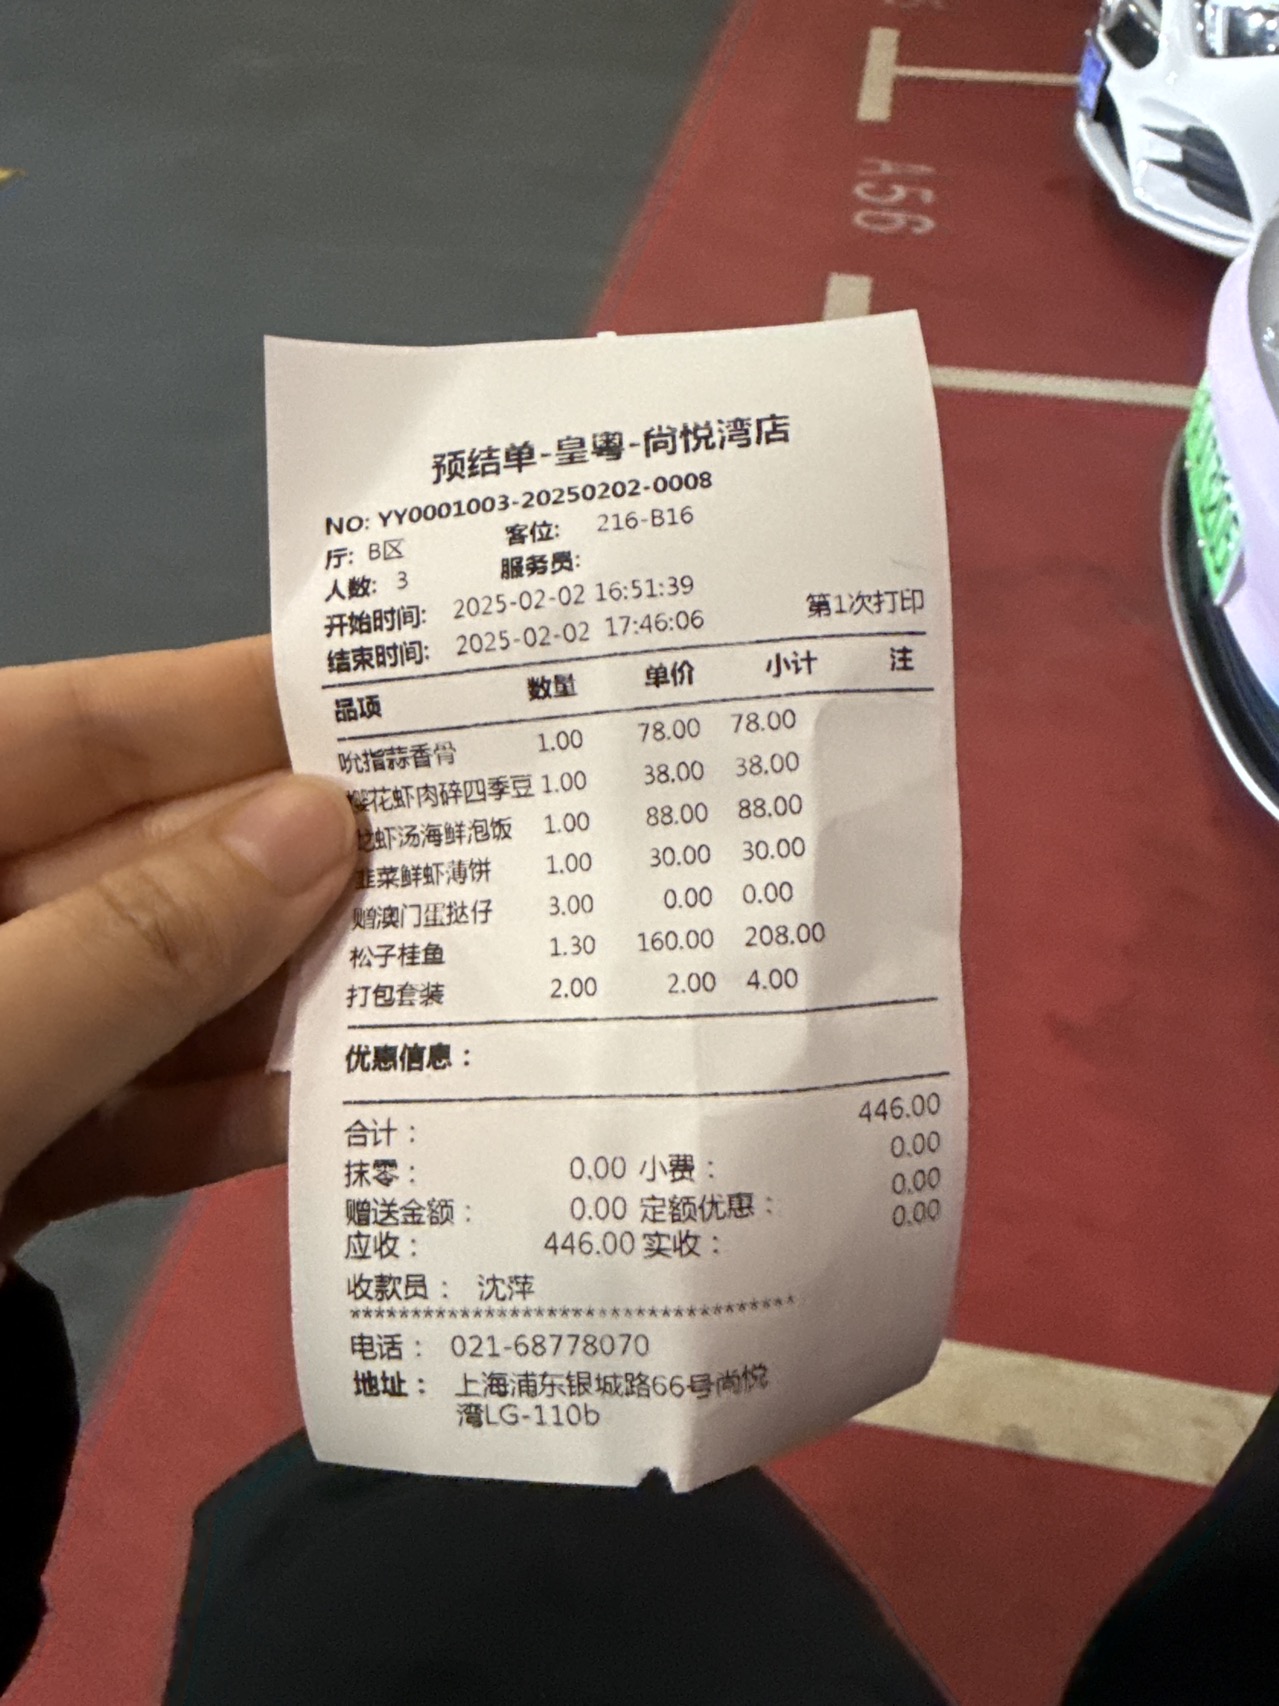 A56
预结单-皇粤-尚悦湾店
NO: YY0001003-20250202-0008
厅: B区 客位: 216-B16
人数: 3 服务员:
开始时间: 2025-02-02 16:51:39
结束时间: 2025-02-02 17:46:06 第1次打印
品项 数量 单价 小计 注
吮指蒜香骨 1.00 78.00 78.00
樱花虾肉碎四季豆 1.00 38.00 38.00
龙虾汤海鲜泡饭 1.00 88.00 88.00
韭菜鲜虾薄饼 1.00 30.00 30.00
赠澳门蛋挞仔 3.00 0.00 0.00
松子桂鱼 1.30 160.00 208.00
打包套装 2.00 2.00 4.00
优惠信息：
合计： 446.00
抹零： 0.00 小费： 0.00
赠送金额： 0.00 定额优惠： 0.00
应收： 446.00 实收： 0.00
收款员： 沈萍
*************************************
电话： 021-68778070
地址： 上海浦东银城路66号尚悦
湾LG-110b